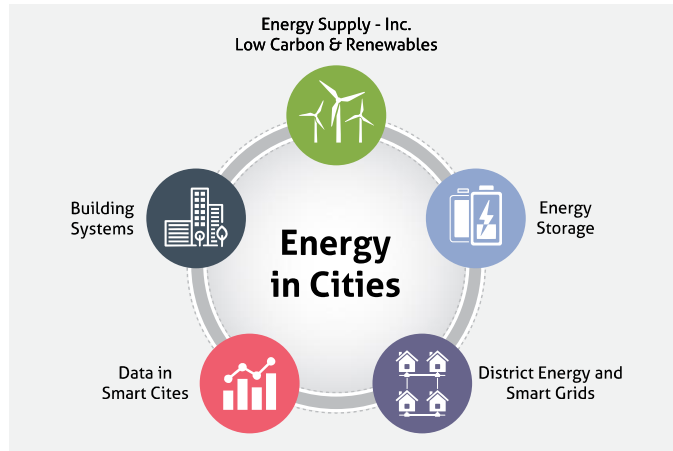 Energy Supply - Inc.
Low Carbon & Renewables
Building
Systems
Energy
Storage
Energy
in Cities
Data in
Smart Cites
District Energy and
Smart Grids